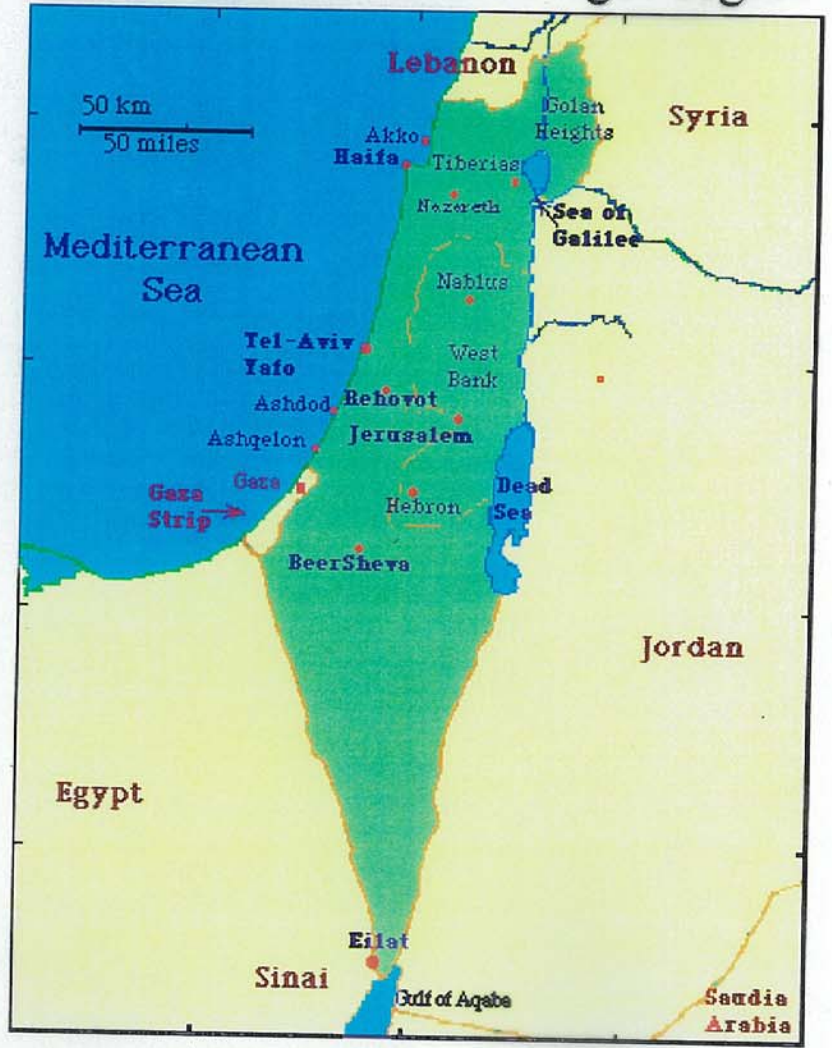 Lebanon
50 km
50 miles
Golan
Heights
Syria
Akko
Haifa
Tiberias
Nazereth
Sea of
Galilee
Mediterranean
Sea
Nablus
Tel-Aviv
Yafo
West
Bank
Ashdod
Rehovot
Ashqelon
Jerusalem
Gaza
Gaza
Strip
Hebron
Dead
Sea
BeerSheva
Jordan
Egypt
Eilat
Sinai
Gulf of Aqaba
Saudia
Arabia